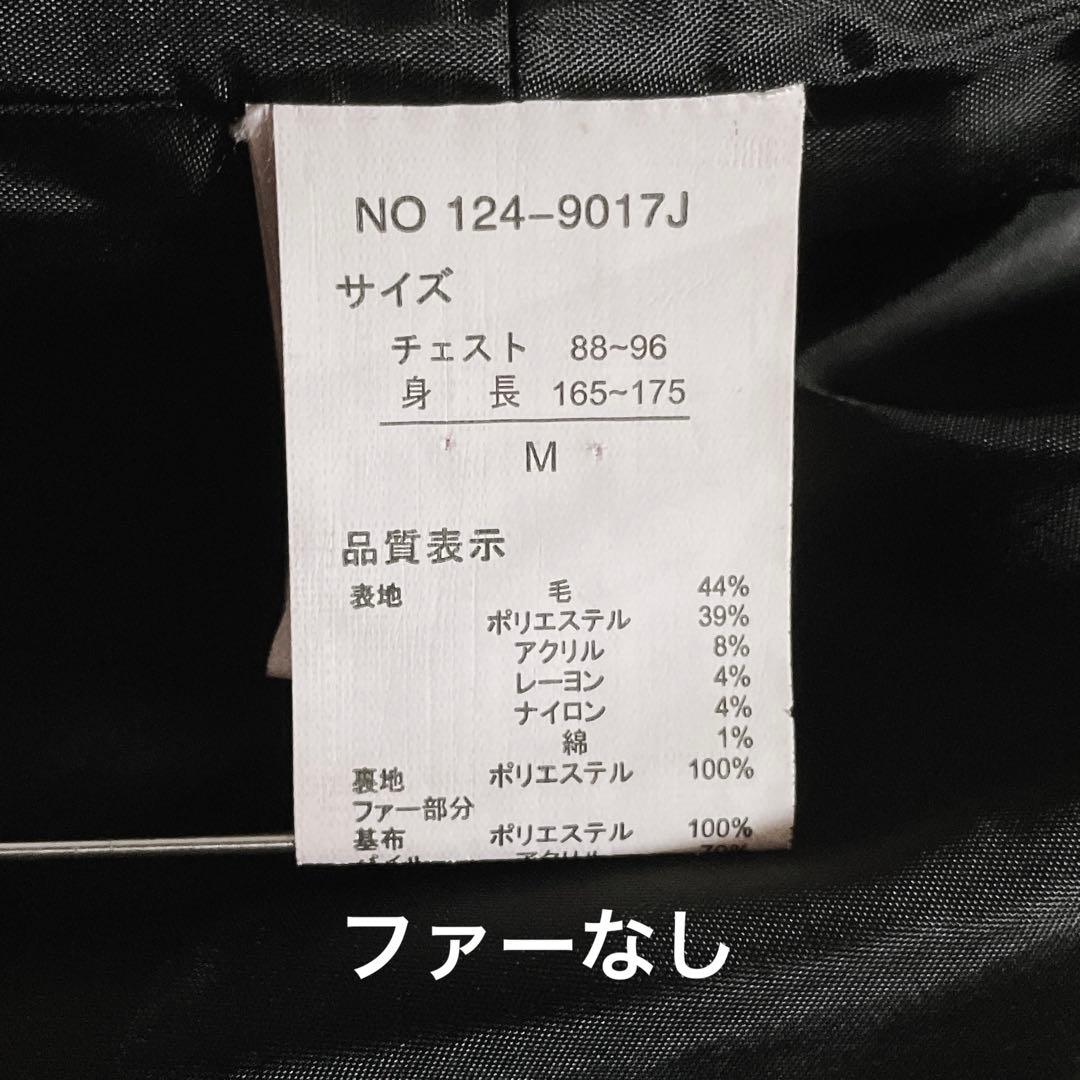 NO 124-9017J
サイズ
チェスト 88~96
身 長 165~175
M
品質表示
表地 毛 44%
ポリエステル 39%
アクリル 8%
レーヨン 4%
ナイロン 4%
綿 1%
裏地 ポリエステル 100%
ファー部分
基布 ポリエステル 100%
ファーなし